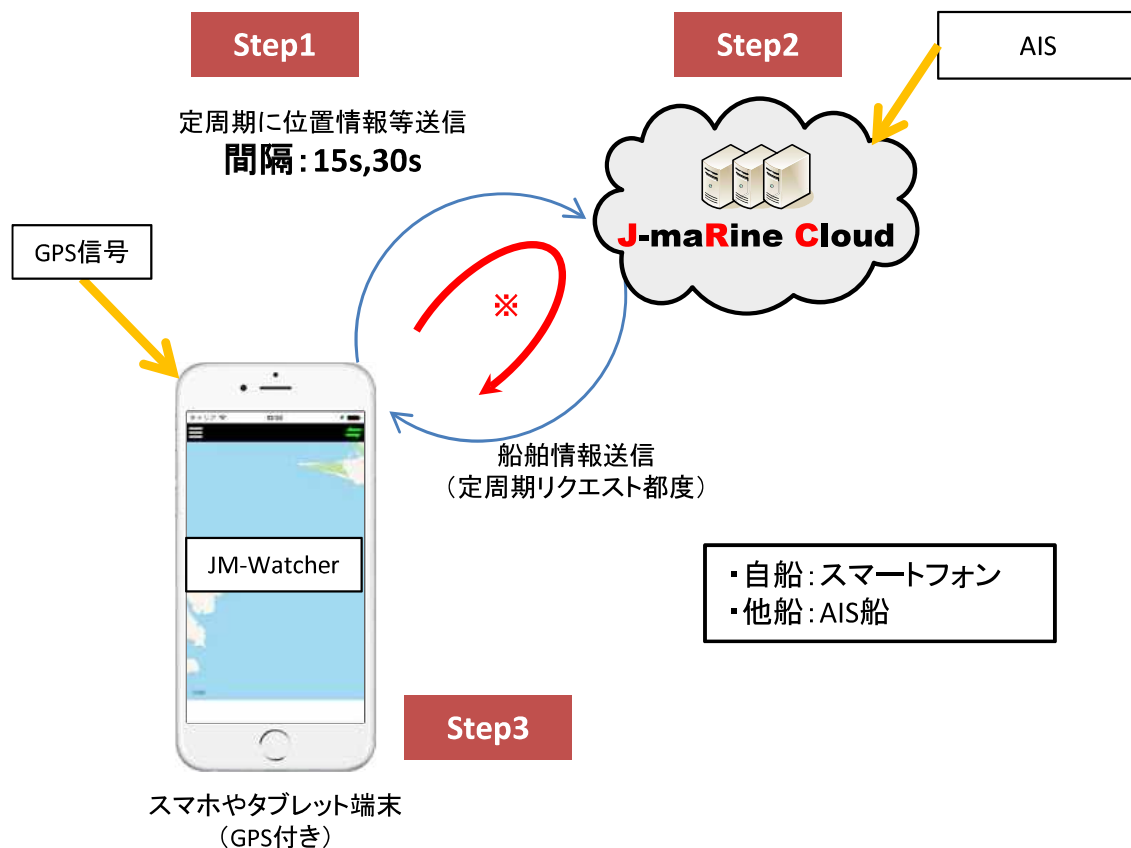 Step1
Step2
AIS
定周期に位置情報等送信
間隔：15s,30s
J-maRine Cloud
GPS信号
※
船舶情報送信
（定周期リクエスト都度）
JM-Watcher
・自船：スマートフォン
・他船：AIS船
Step3
スマホやタブレット端末
（GPS付き）